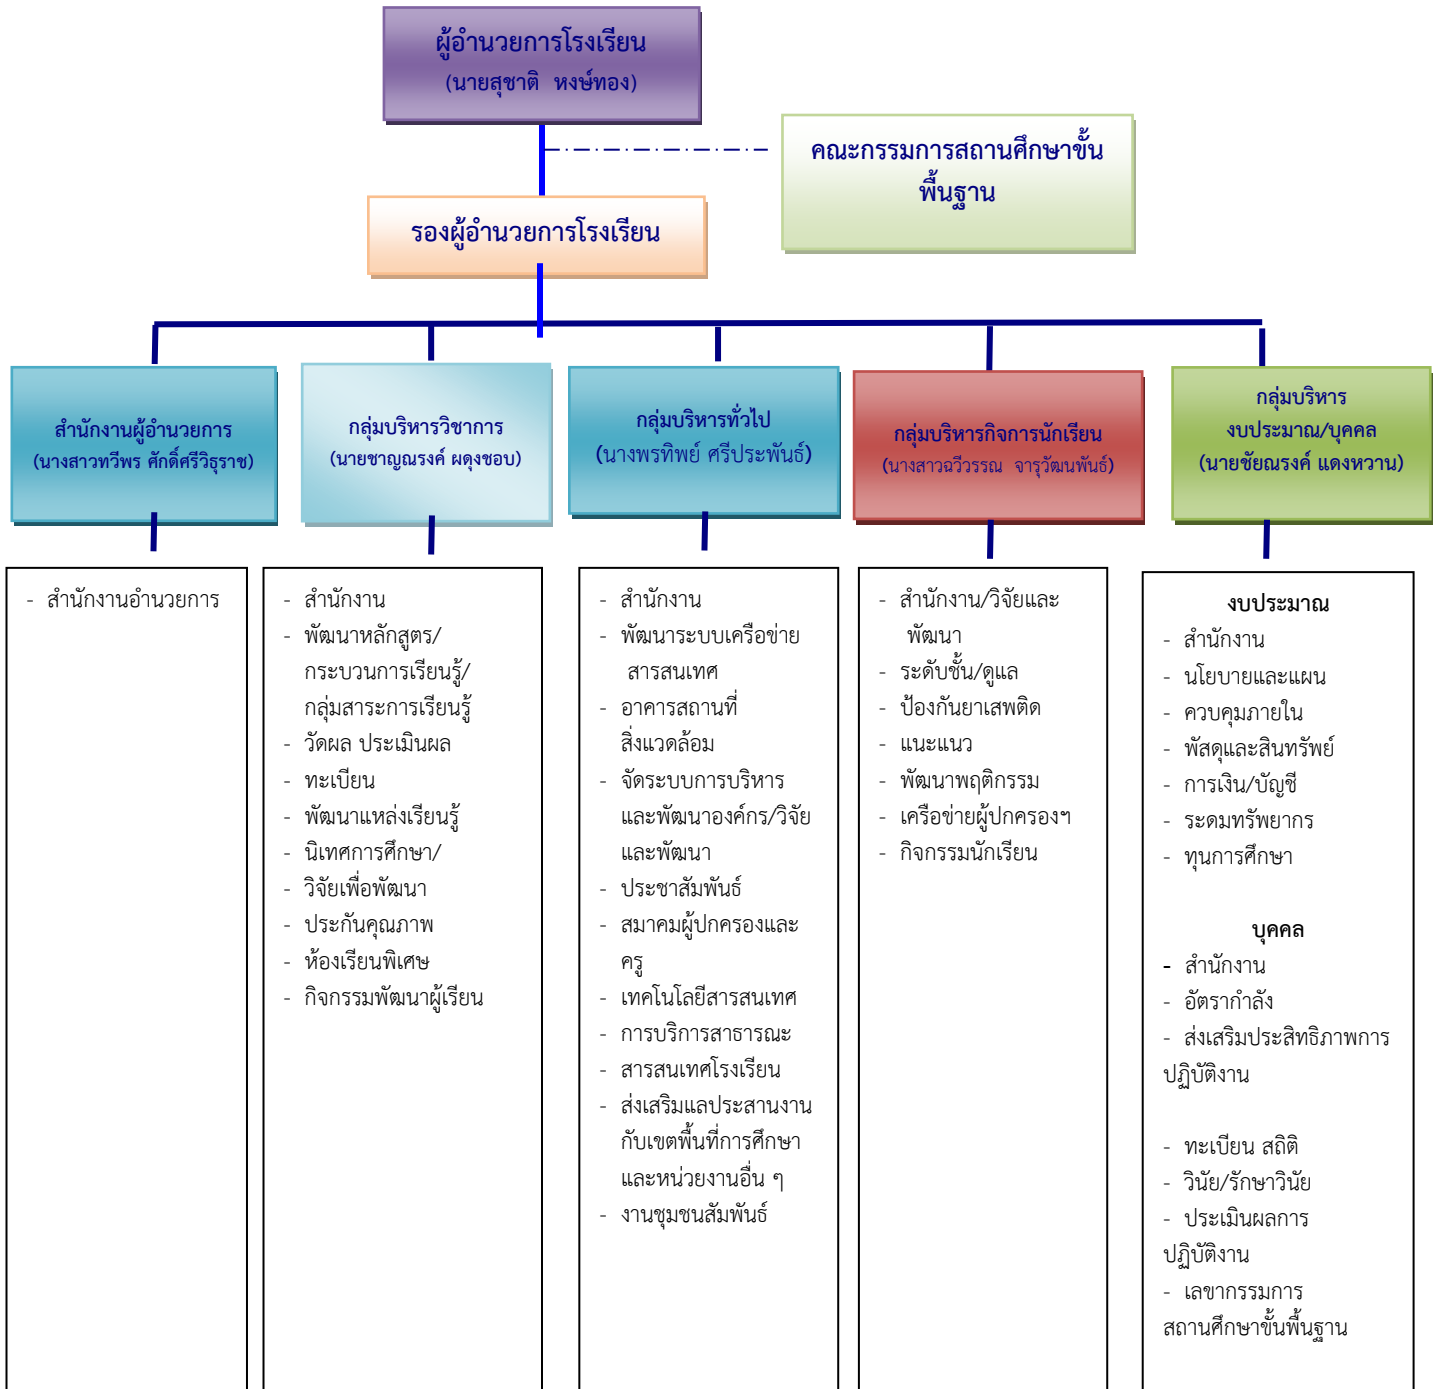 ผู้อำนวยการโรงเรียน
(นายสุชาติ  หงษ์ทอง)
คณะกรรมการสถานศึกษาขั้น
พื้นฐาน
รองผู้อำนวยการโรงเรียน
สำนักงานผู้อำนวยการ
(นางสาวทวีพร ศักดิ์ศรีวิธุราช)
กลุ่มบริหารวิชาการ
(นายชาญณรงค์ ผดุงชอบ)
กลุ่มบริหารทั่วไป
(นางพรทิพย์ ศรีประพันธ์)
กลุ่มบริหารกิจการนักเรียน
(นางสาวฉวีวรรณ  จารุวัฒนพันธ์)
กลุ่มบริหาร
งบประมาณ/บุคคล
(นายชัยณรงค์ แดงหวาน)
- สำนักงานอำนวยการ
- สำนักงาน
- พัฒนาหลักสูตร/
กระบวนการเรียนรู้/
กลุ่มสาระการเรียนรู้
- วัดผล ประเมินผล
- ทะเบียน
- พัฒนาแหล่งเรียนรู้
- นิเทศการศึกษา/
- วิจัยเพื่อพัฒนา
- ประกันคุณภาพ
- ห้องเรียนพิเศษ
- กิจกรรมพัฒนาผู้เรียน
- สำนักงาน
- พัฒนาระบบเครือข่าย
สารสนเทศ
- อาคารสถานที่
สิ่งแวดล้อม
- จัดระบบการบริหาร
และพัฒนาองค์กร/วิจัย
และพัฒนา
- ประชาสัมพันธ์
- สมาคมผู้ปกครองและ
ครู
- เทคโนโลยีสารสนเทศ
- การบริการสาธารณะ
- สารสนเทศโรงเรียน
- ส่งเสริมแลประสานงาน
กับเขตพื้นที่การศึกษา
และหน่วยงานอื่น ๆ
- งานชุมชนสัมพันธ์
- สำนักงาน/วิจัยและ
พัฒนา
- ระดับชั้น/ดูแล
- ป้องกันยาเสพติด
- แนะแนว
- พัฒนาพฤติกรรม
- เครือข่ายผู้ปกครองฯ
- กิจกรรมนักเรียน
งบประมาณ
- สำนักงาน
- นโยบายและแผน
- ควบคุมภายใน
- พัสดุและสินทรัพย์
- การเงิน/บัญชี
- ระดมทรัพยากร
- ทุนการศึกษา
บุคคล
- สำนักงาน
- อัตรากำลัง
- ส่งเสริมประสิทธิภาพการ
ปฏิบัติงาน
- ทะเบียน สถิติ
- วินัย/รักษาวินัย
- ประเมินผลการ
ปฏิบัติงาน
- เลขากรรมการ
สถานศึกษาขั้นพื้นฐาน